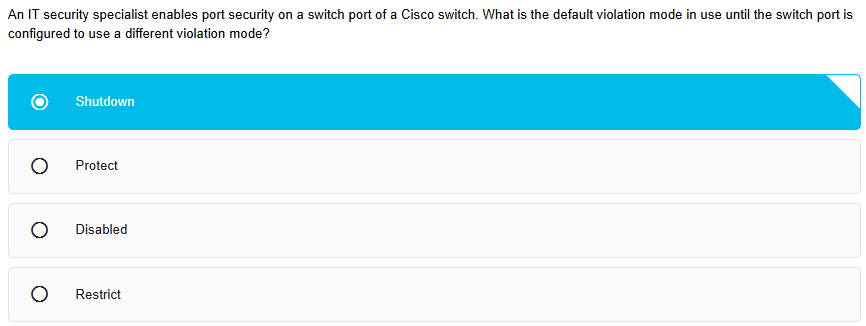 An IT security specialist enables port security on a switch port of a Cisco switch. What is the default violation mode in use until the switch port is
configured to use a different violation mode?
Shutdown
Protect
Disabled
Restrict